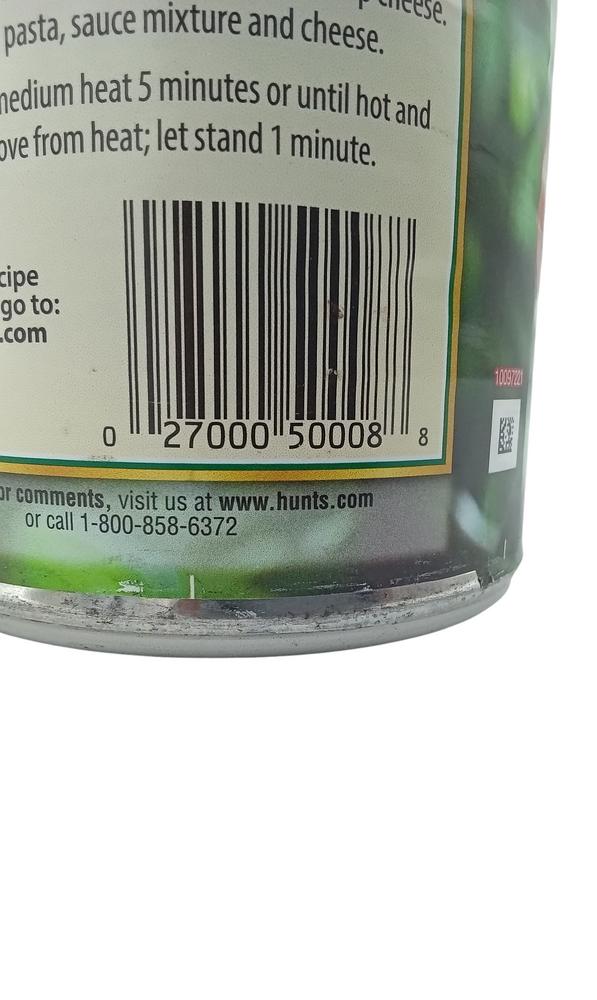 cheese.
pasta, sauce mixture and cheese.
medium heat 5 minutes or until hot and
ove from heat; let stand 1 minute.
cipe
go to:
.com
0 27000 50008 8
10097221
or comments, visit us at www.hunts.com
or call 1-800-858-6372